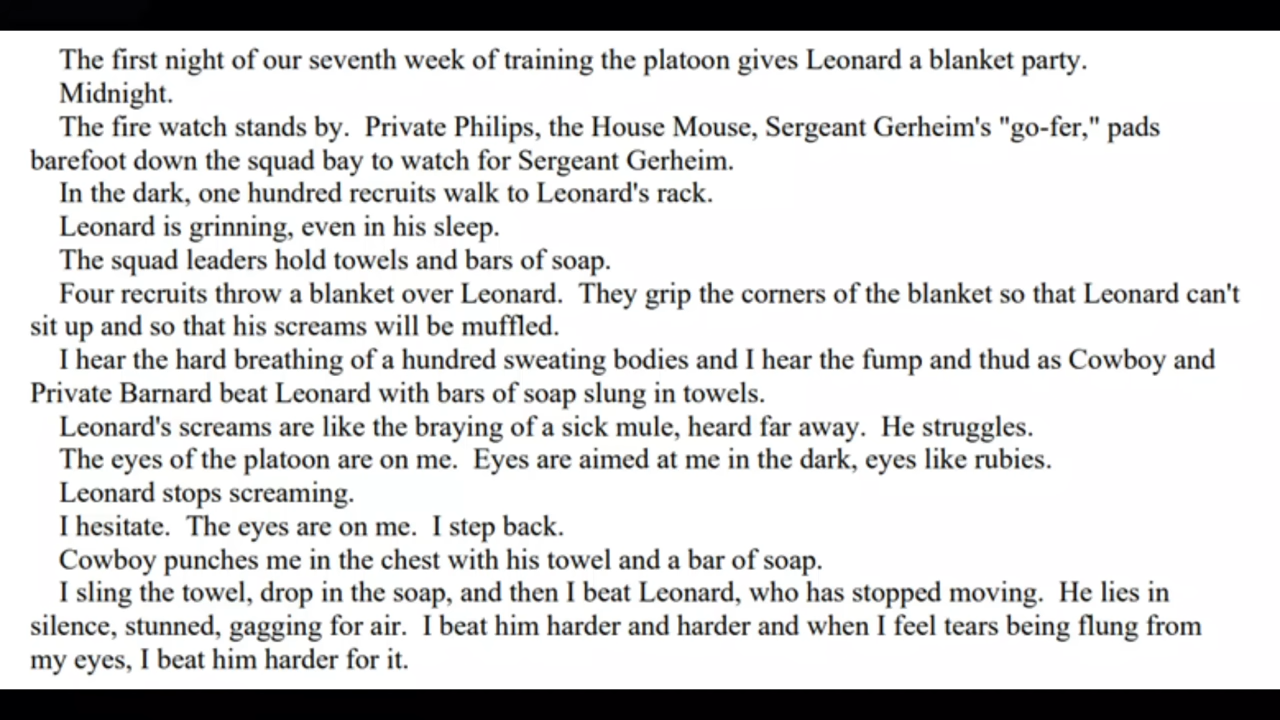 The first night of our seventh week of training the platoon gives Leonard a blanket party.
Midnight.
The fire watch stands by.  Private Philips, the House Mouse, Sergeant Gerheim's "go-fer," pads
barefoot down the squad bay to watch for Sergeant Gerheim.
In the dark, one hundred recruits walk to Leonard's rack.
Leonard is grinning, even in his sleep.
The squad leaders hold towels and bars of soap.
Four recruits throw a blanket over Leonard.  They grip the corners of the blanket so that Leonard can't
sit up and so that his screams will be muffled.
I hear the hard breathing of a hundred sweating bodies and I hear the fump and thud as Cowboy and
Private Barnard beat Leonard with bars of soap slung in towels.
Leonard's screams are like the braying of a sick mule, heard far away.  He struggles.
The eyes of the platoon are on me.  Eyes are aimed at me in the dark, eyes like rubies.
Leonard stops screaming.
I hesitate.  The eyes are on me.  I step back.
Cowboy punches me in the chest with his towel and a bar of soap.
I sling the towel, drop in the soap, and then I beat Leonard, who has stopped moving.  He lies in
silence, stunned, gagging for air.  I beat him harder and harder and when I feel tears being flung from
my eyes, I beat him harder for it.